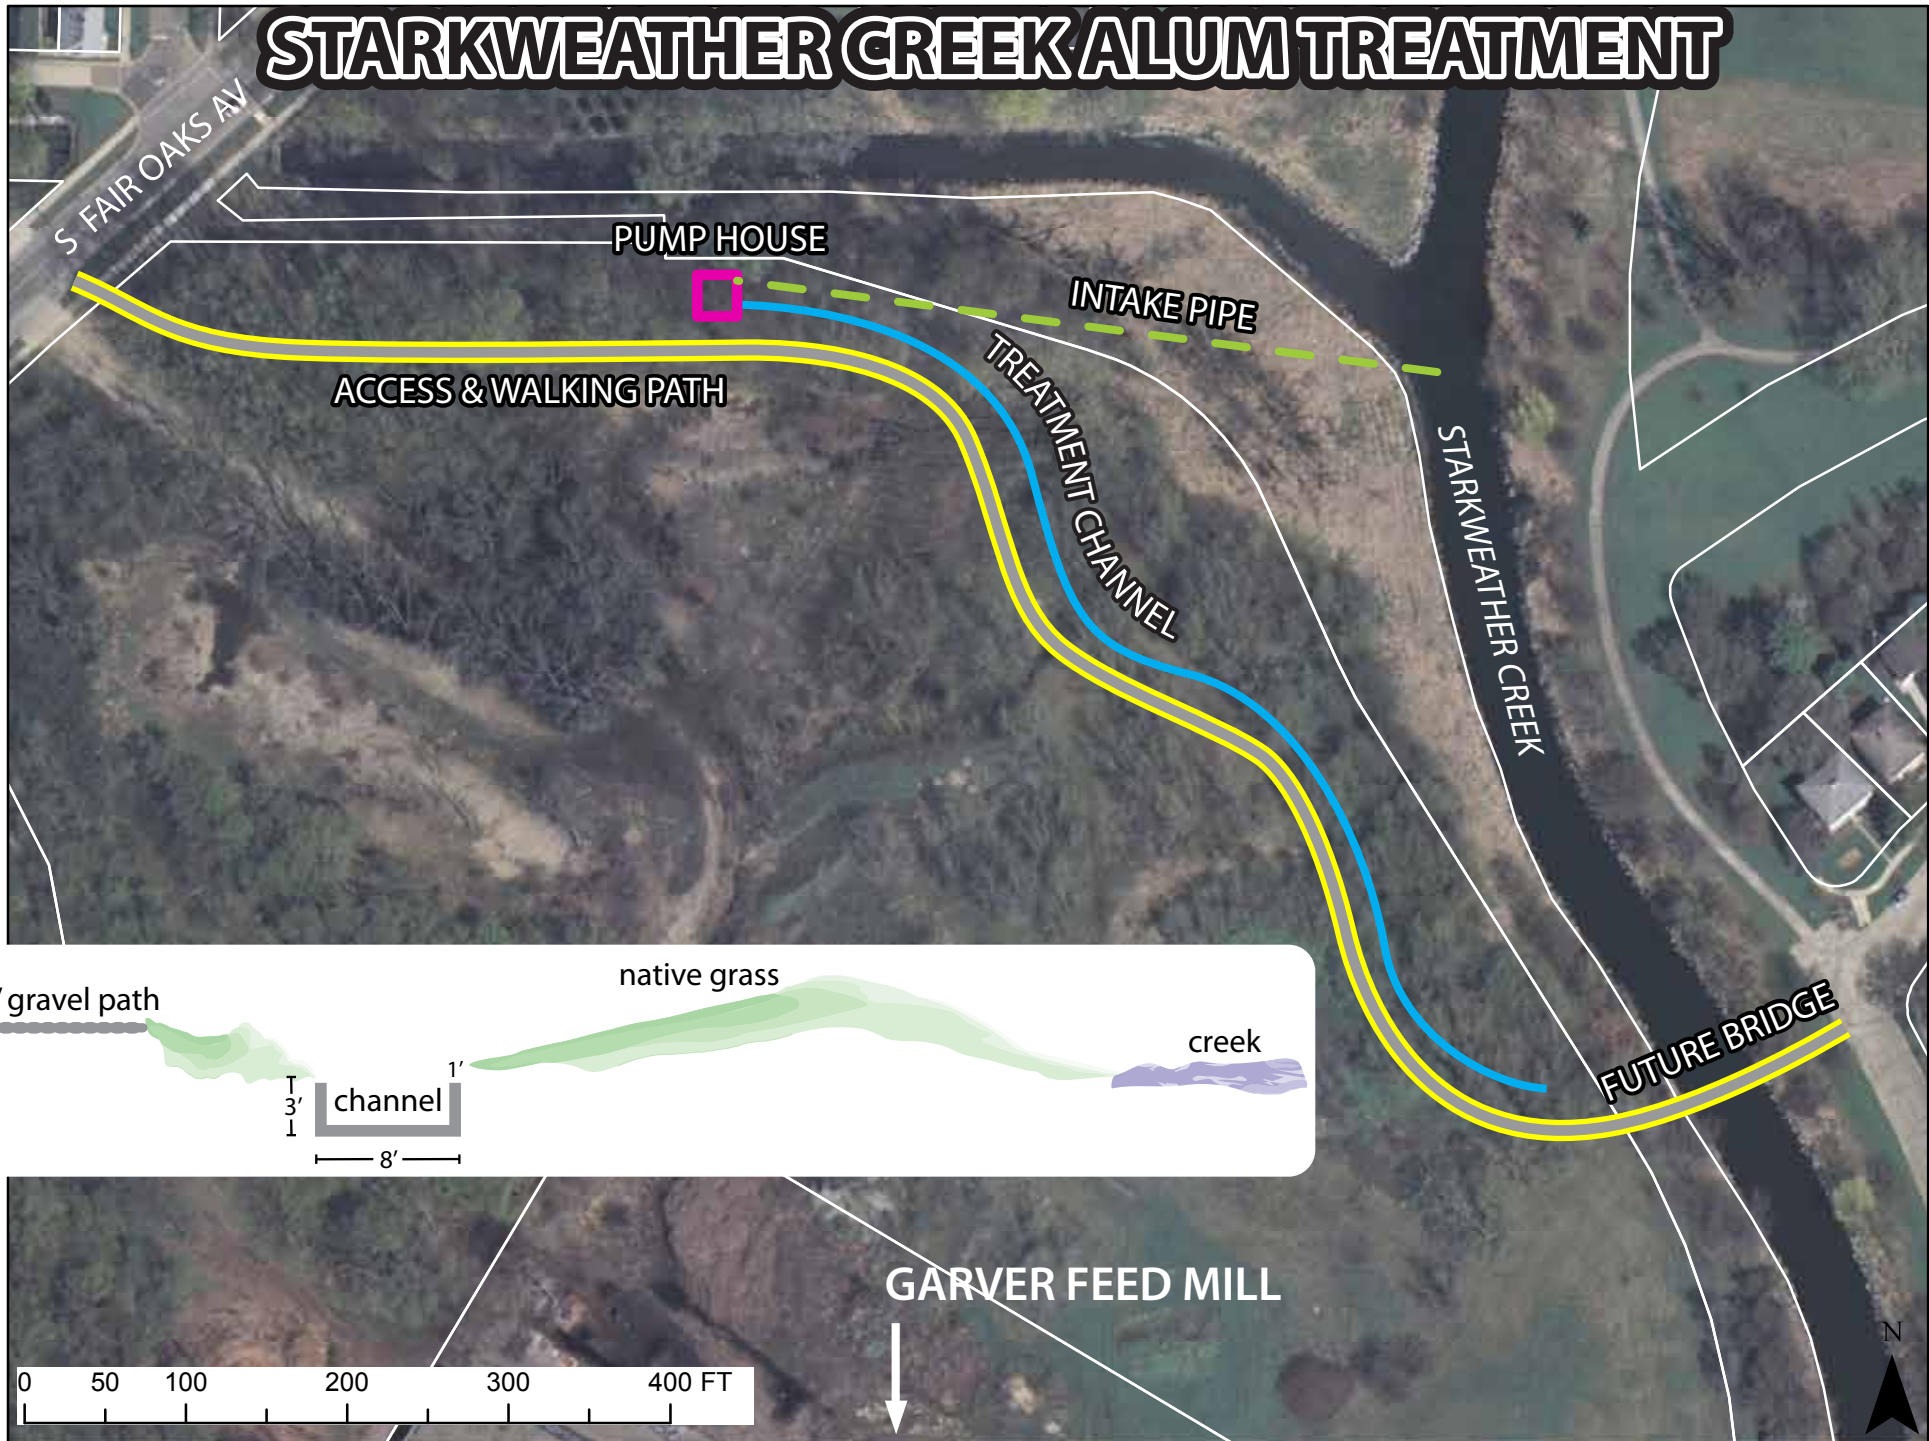 STARKWEATHER CREEK ALUM TREATMENT
S FAIR OAKS AV
PUMP HOUSE
INTAKE PIPE
ACCESS & WALKING PATH
TREATMENT CHANNEL
STARKWEATHER CREEK
FUTURE BRIDGE
' gravel path
native grass
creek
1'
3'
channel
8'
GARVER FEED MILL
N
0 50 100 200 300 400 FT